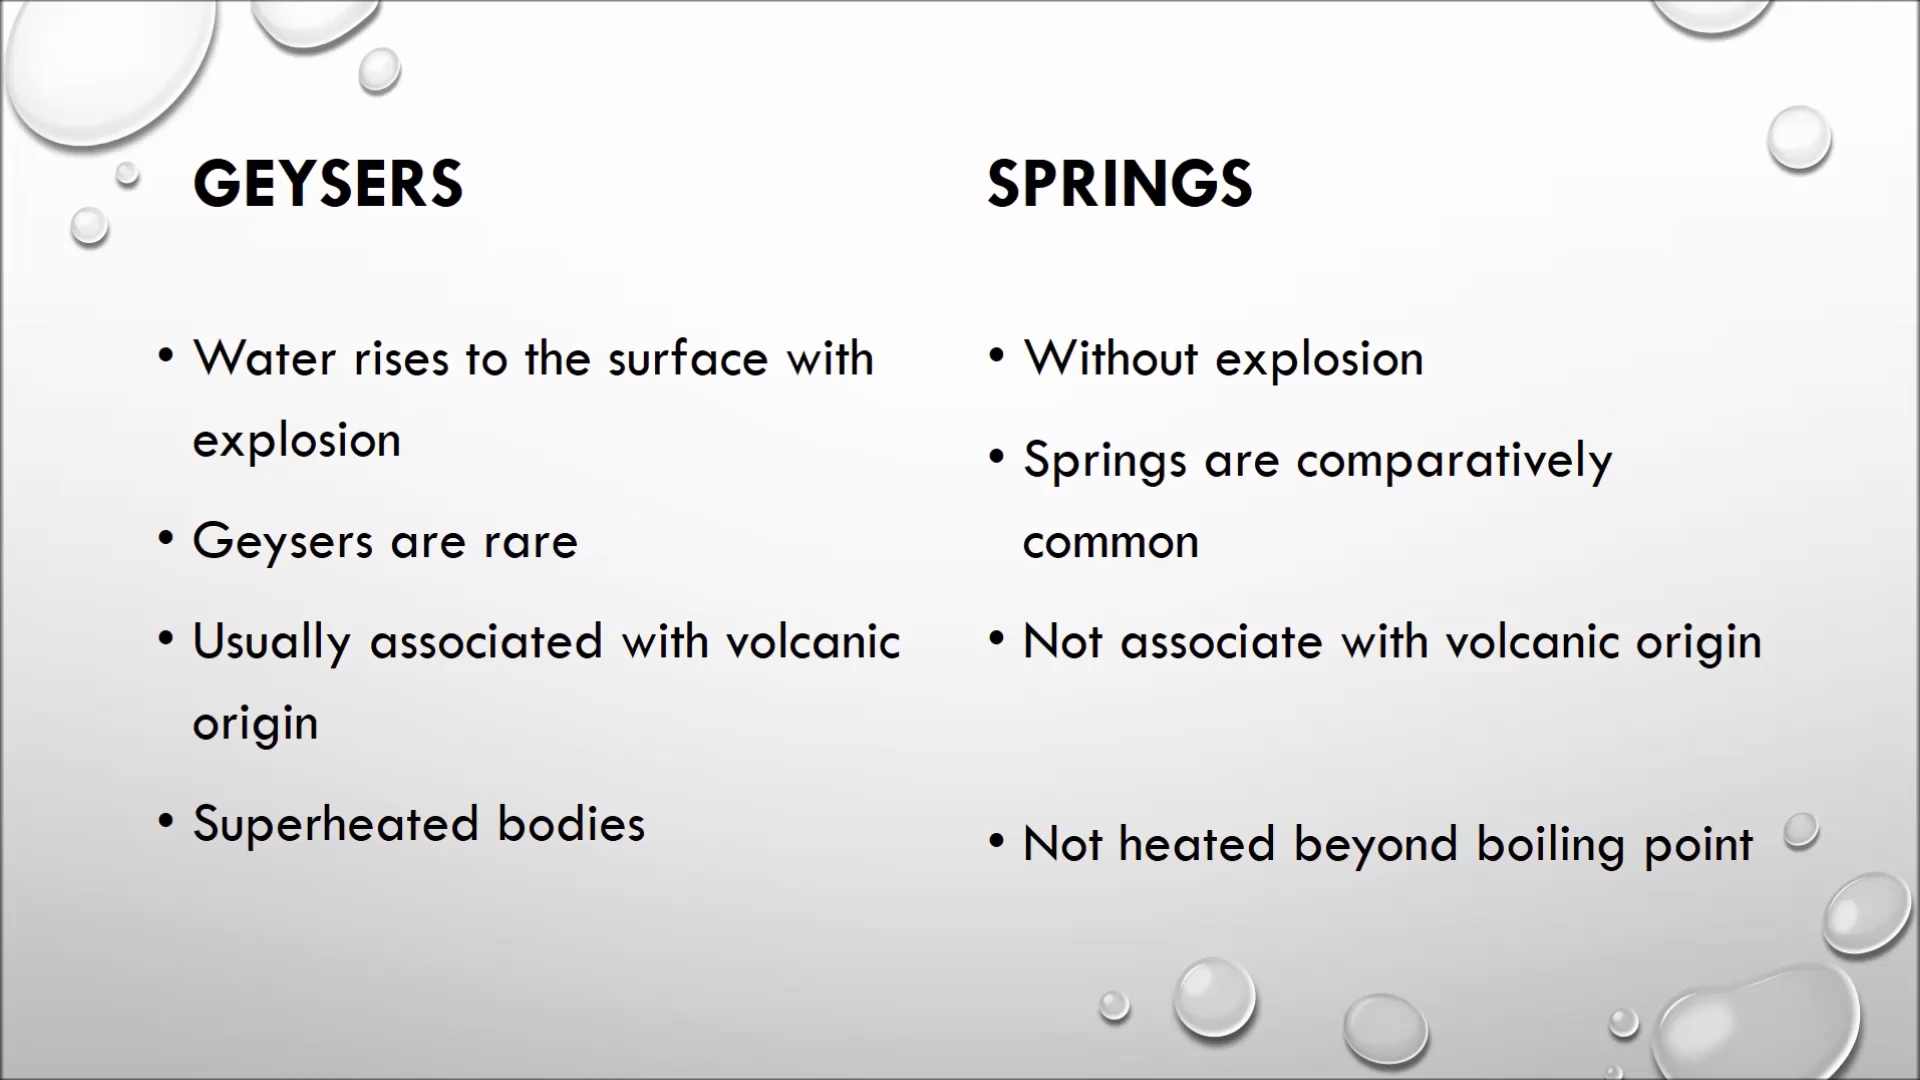 GEYSERS
• Water rises to the surface with
explosion
• Geysers are rare
• Usually associated with volcanic
origin
• Superheated bodies
SPRINGS
• Without explosion
• Springs are comparatively
common
• Not associate with volcanic origin
• Not heated beyond boiling point